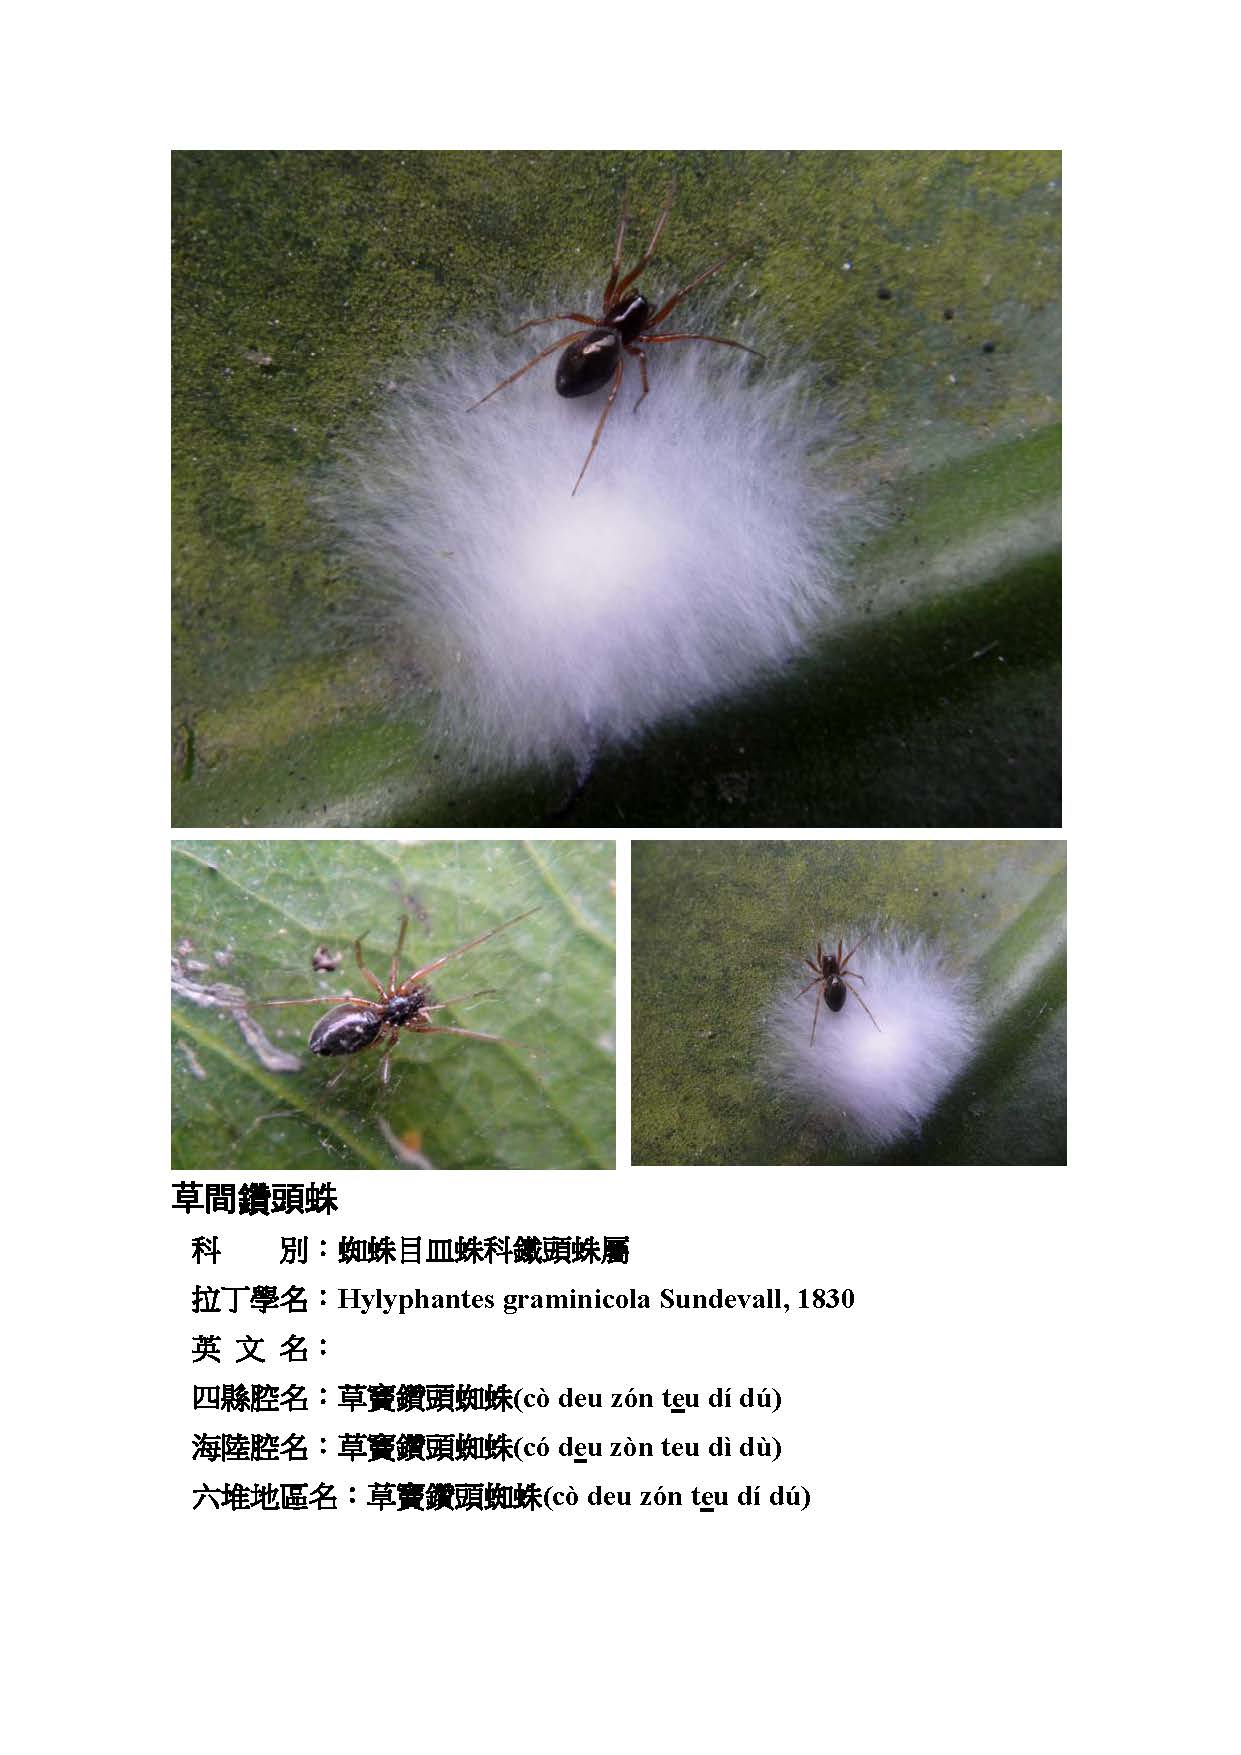 草間鑽頭蛛
科　　別：蜘蛛目皿蛛科鐵頭蛛屬
拉丁學名：Hylyphantes graminicola Sundevall, 1830
英 文 名：
四縣腔名：草竇鑽頭蜘蛛(cò deu zón teu dí dú)
海陸腔名：草竇鑽頭蜘蛛(có deu zòn teu dì dù)
六堆地區名：草竇鑽頭蜘蛛(cò deu zón teu dí dú)